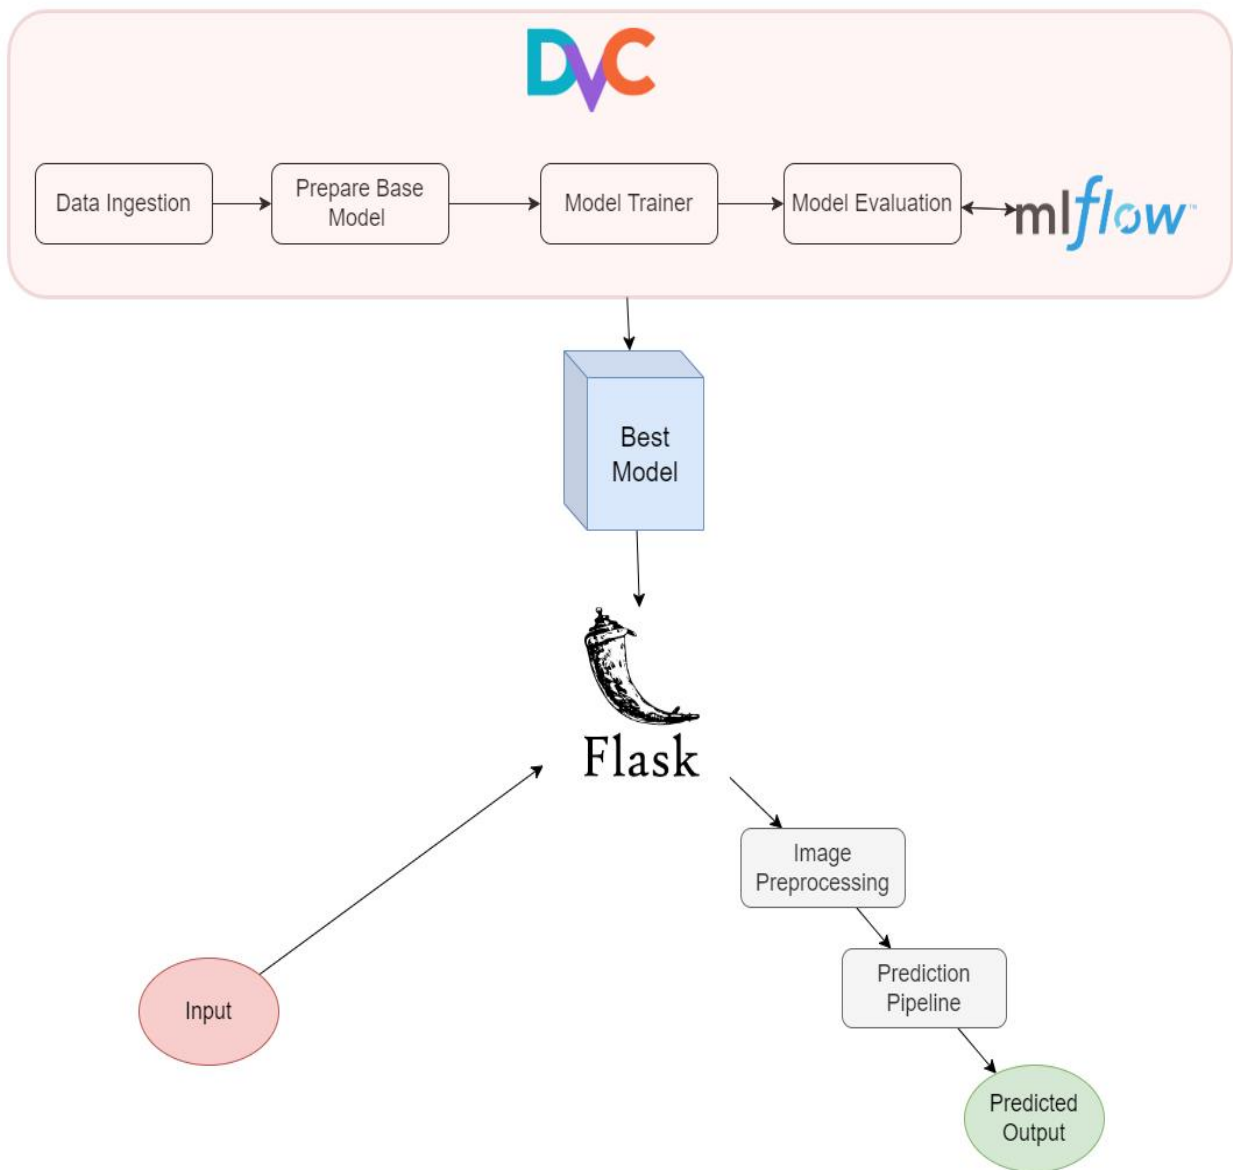 DVC
Data Ingestion
Prepare Base
Model
Model Trainer
Model Evaluation
mlflow™
Best
Model
Flask
Image
Preprocessing
Prediction
Pipeline
Input
Predicted
Output